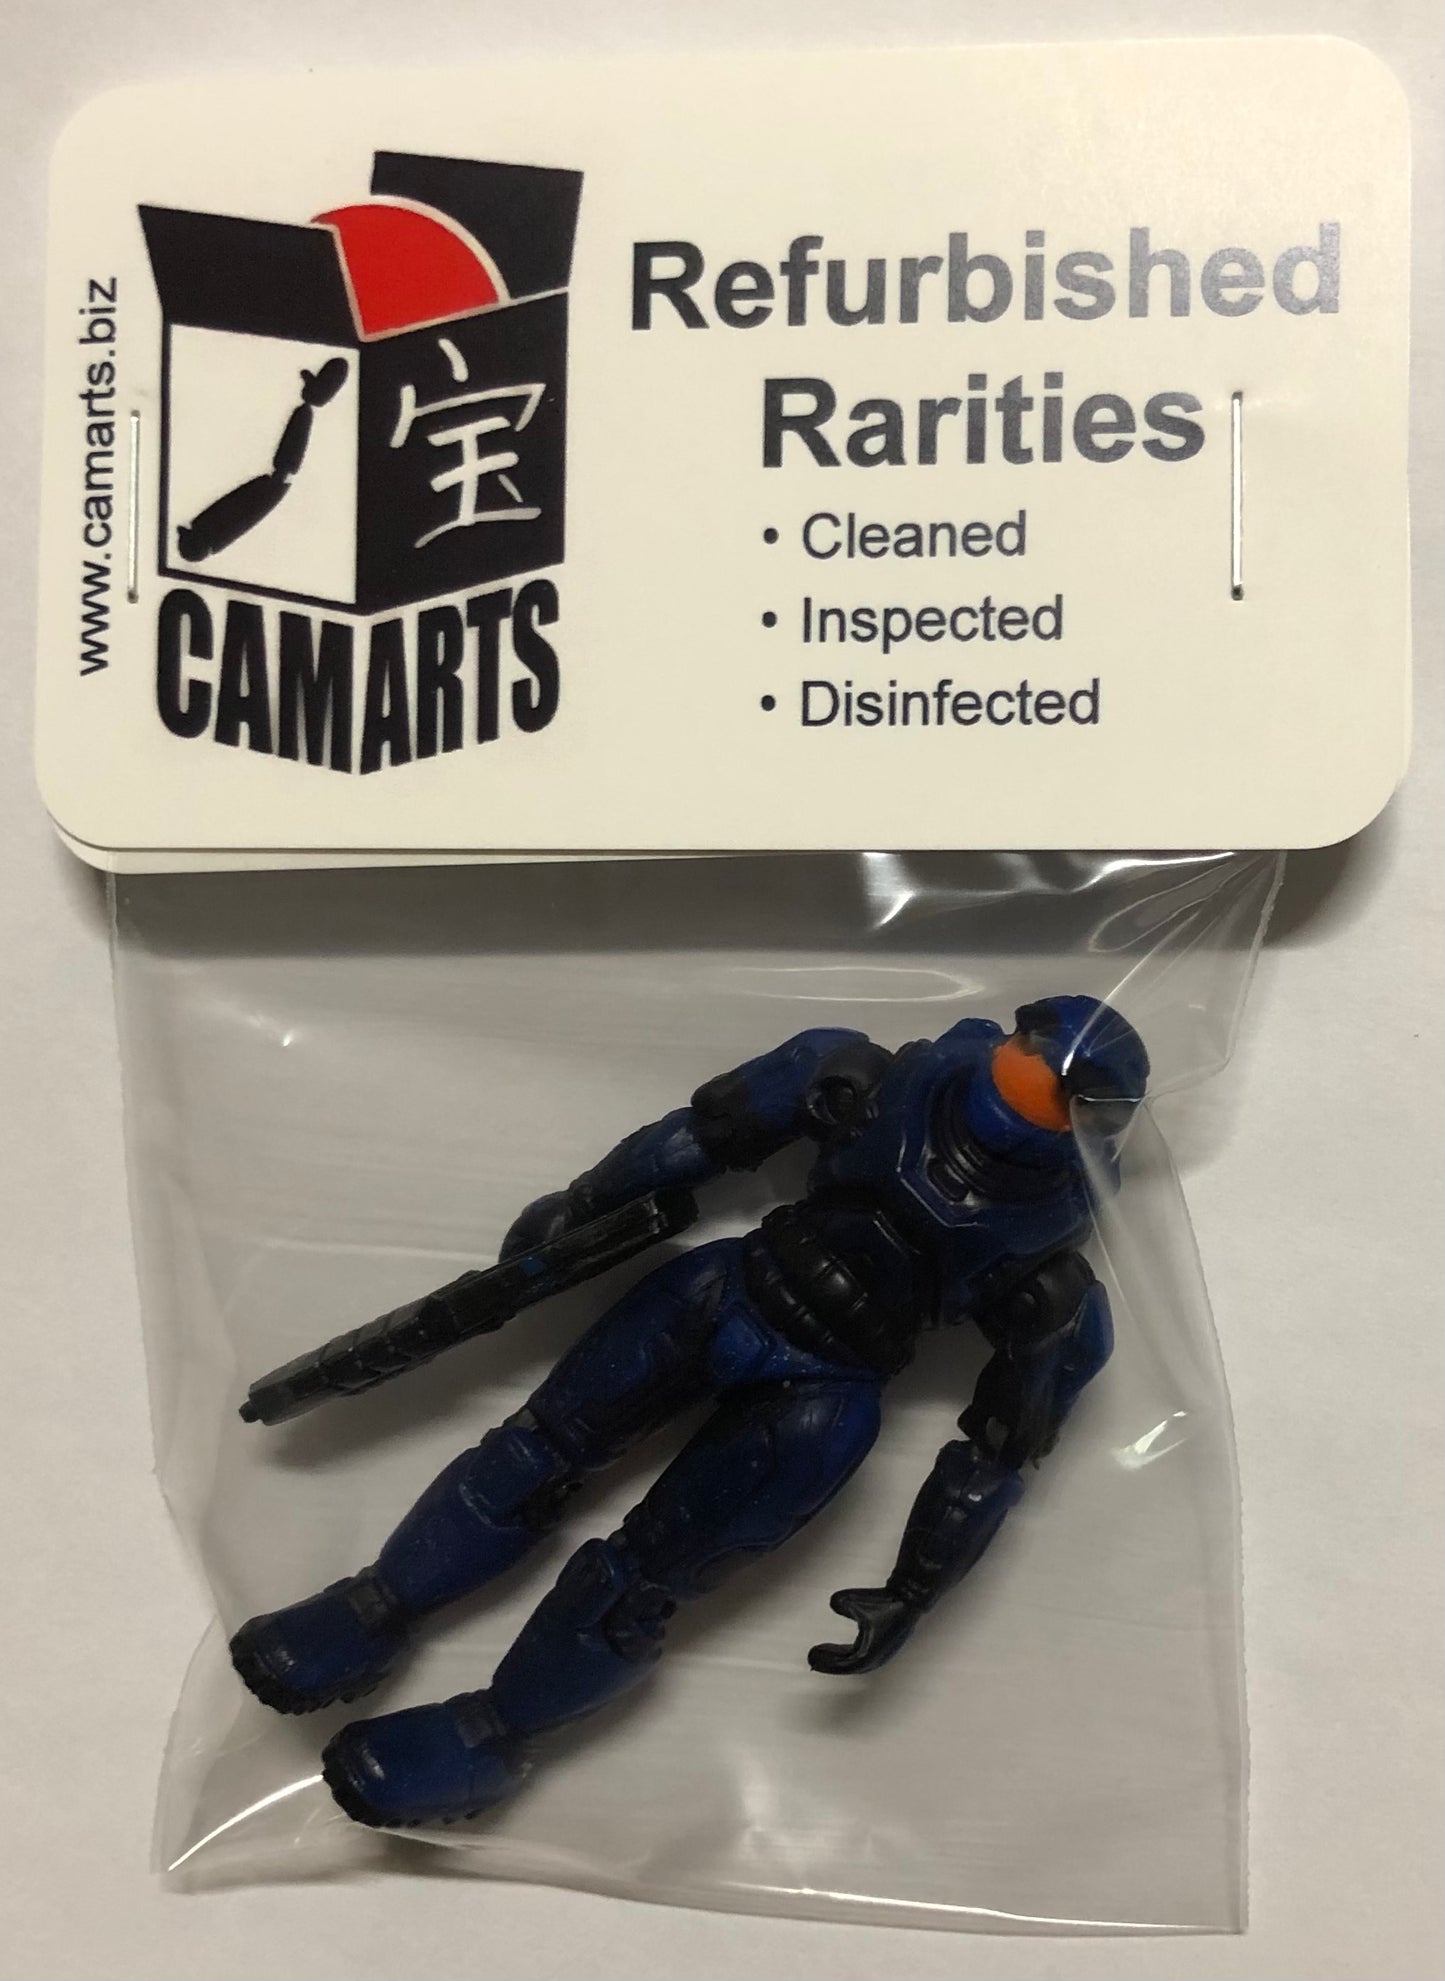 www.camarts.biz
宝
CAMARTS
Refurbished
Rarities
• Cleaned
• Inspected
• Disinfected